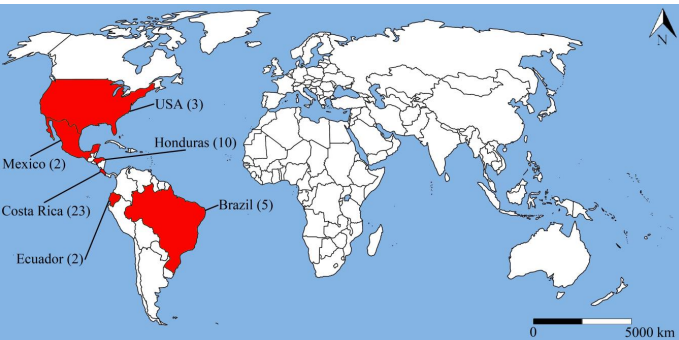 N
USA (3)
Honduras (10)
Mexico (2)
Costa Rica (23)
Brazil (5)
Ecuador (2)
0 5000 km